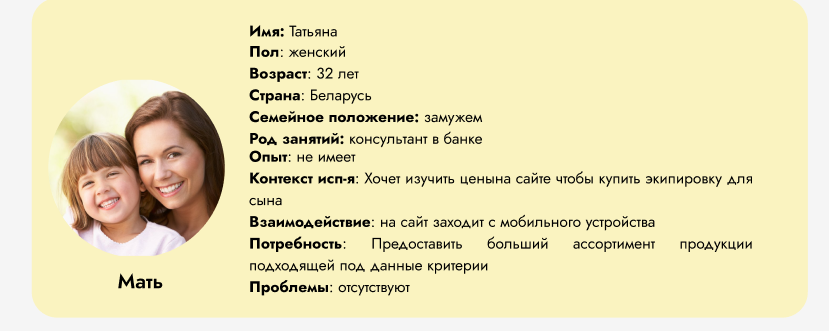 Имя: Татьяна
Пол: женский
Возраст: 32 лет
Страна: Беларусь
Семейное положение: замужем
Род занятий: консультант в банке
Опыт: не имеет
Контекст исп-я: Хочет изучить ценына сайте чтобы купить экипировку для
сына
Взаимодействие: на сайт заходит с мобильного устройства
Потребность: Предоставить больший ассортимент продукции
подходящей под данные критерии
Проблемы: отсутствуют
Мать